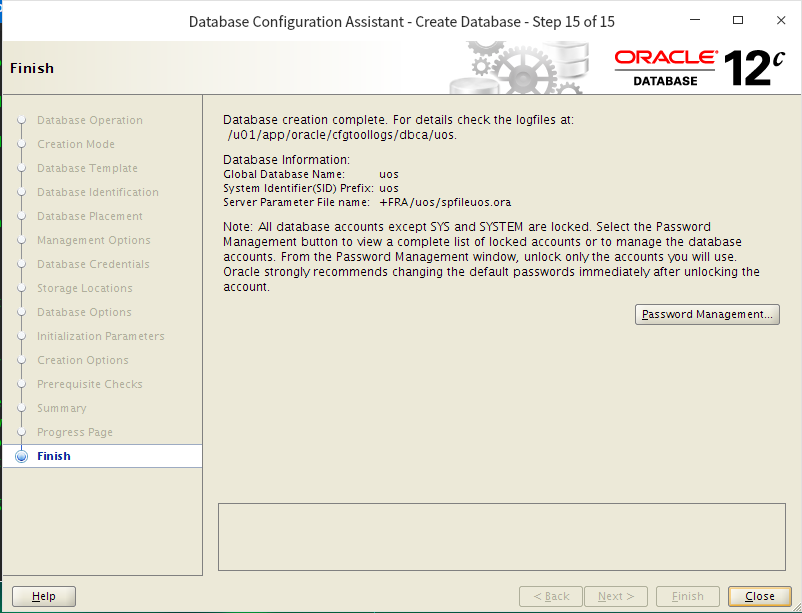 Database Configuration Assistant - Create Database - Step 15 of 15
Finish
ORACLE
DATABASE
12c
Database Operation
Creation Mode
Database Template
Database Identification
Database Placement
Management Options
Database Credentials
Storage Locations
Database Options
Initialization Parameters
Creation Options
Prerequisite Checks
Summary
Progress Page
Finish
Database creation complete. For details check the logfiles at:
/u01/app/oracle/cfgtoollogs/dbca/uos.
Database Information:
Global Database Name: uos
System Identifier(SID) Prefix: uos
Server Parameter File name: +FRA/uos/spfileuos.ora
Note: All database accounts except SYS and SYSTEM are locked. Select the Password
Management button to view a complete list of locked accounts or to manage the database
accounts. From the Password Management window, unlock only the accounts you will use.
Oracle strongly recommends changing the default passwords immediately after unlocking the
account.
Password Management...
Help
< Back
Next >
Finish
Close